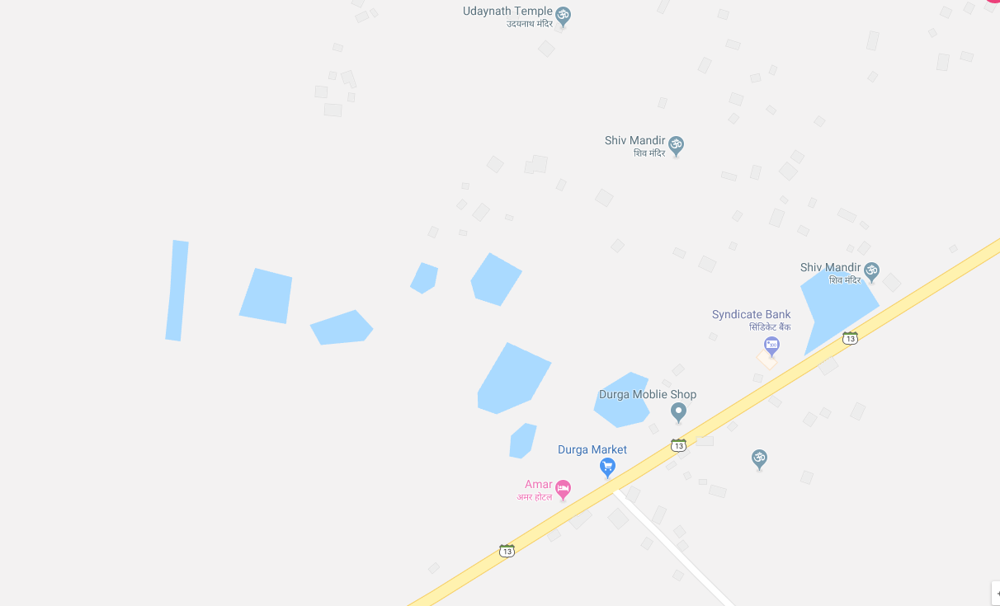 Udaynath Temple
उदयनाथ मंदिर
Shiv Mandir
शिव मंदिर
Shiv Mandir
शिव मंदिर
Syndicate Bank
सिंडिकेट बैंक
13
Durga Moblie Shop
13
Durga Market
Amar
अमर होटल
13